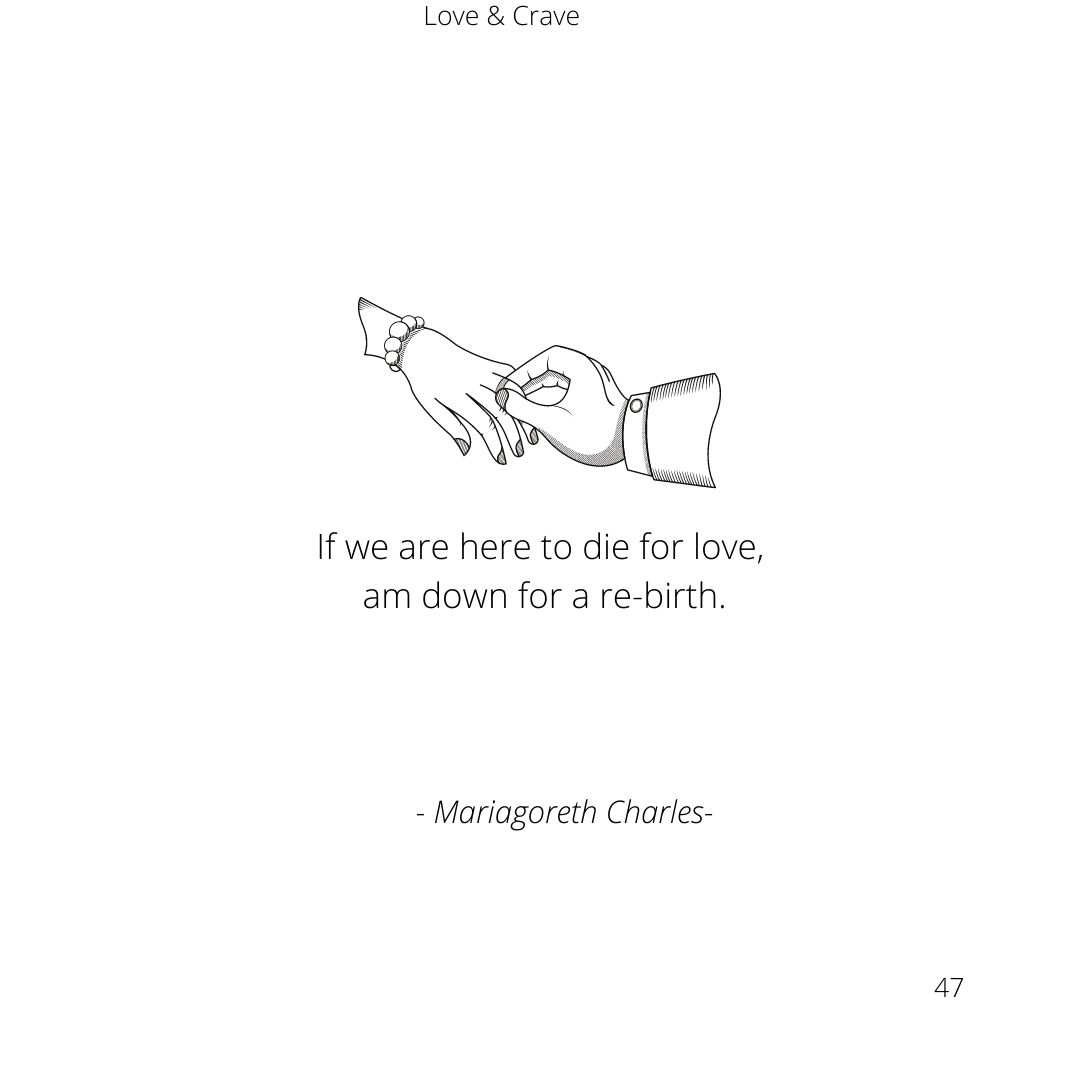 Love & Crave
If we are here to die for love,
am down for a re-birth.
- Mariagoreth Charles-
47